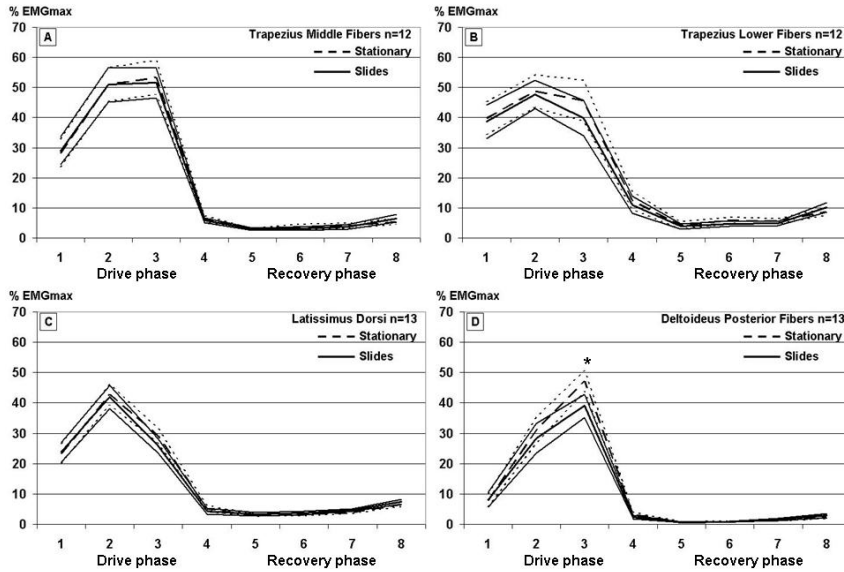 % EMGmax
70
60
50
40
30
20
10
0
A
Trapezius Middle Fibers n=12
Stationary
Slides
1 2 3 4 5 6 7 8
Drive phase Recovery phase
% EMGmax
70
60
50
40
30
20
10
0
B
Trapezius Lower Fibers n=12
Stationary
Slides
1 2 3 4 5 6 7 8
Drive phase Recovery phase
% EMGmax
70
60
50
40
30
20
10
0
C
Latissimus Dorsi n=13
Stationary
Slides
1 2 3 4 5 6 7 8
Drive phase Recovery phase
% EMGmax
70
60
50
40
30
20
10
0
D
Deltoideus Posterior Fibers n=13
Stationary
Slides
*
1 2 3 4 5 6 7 8
Drive phase Recovery phase